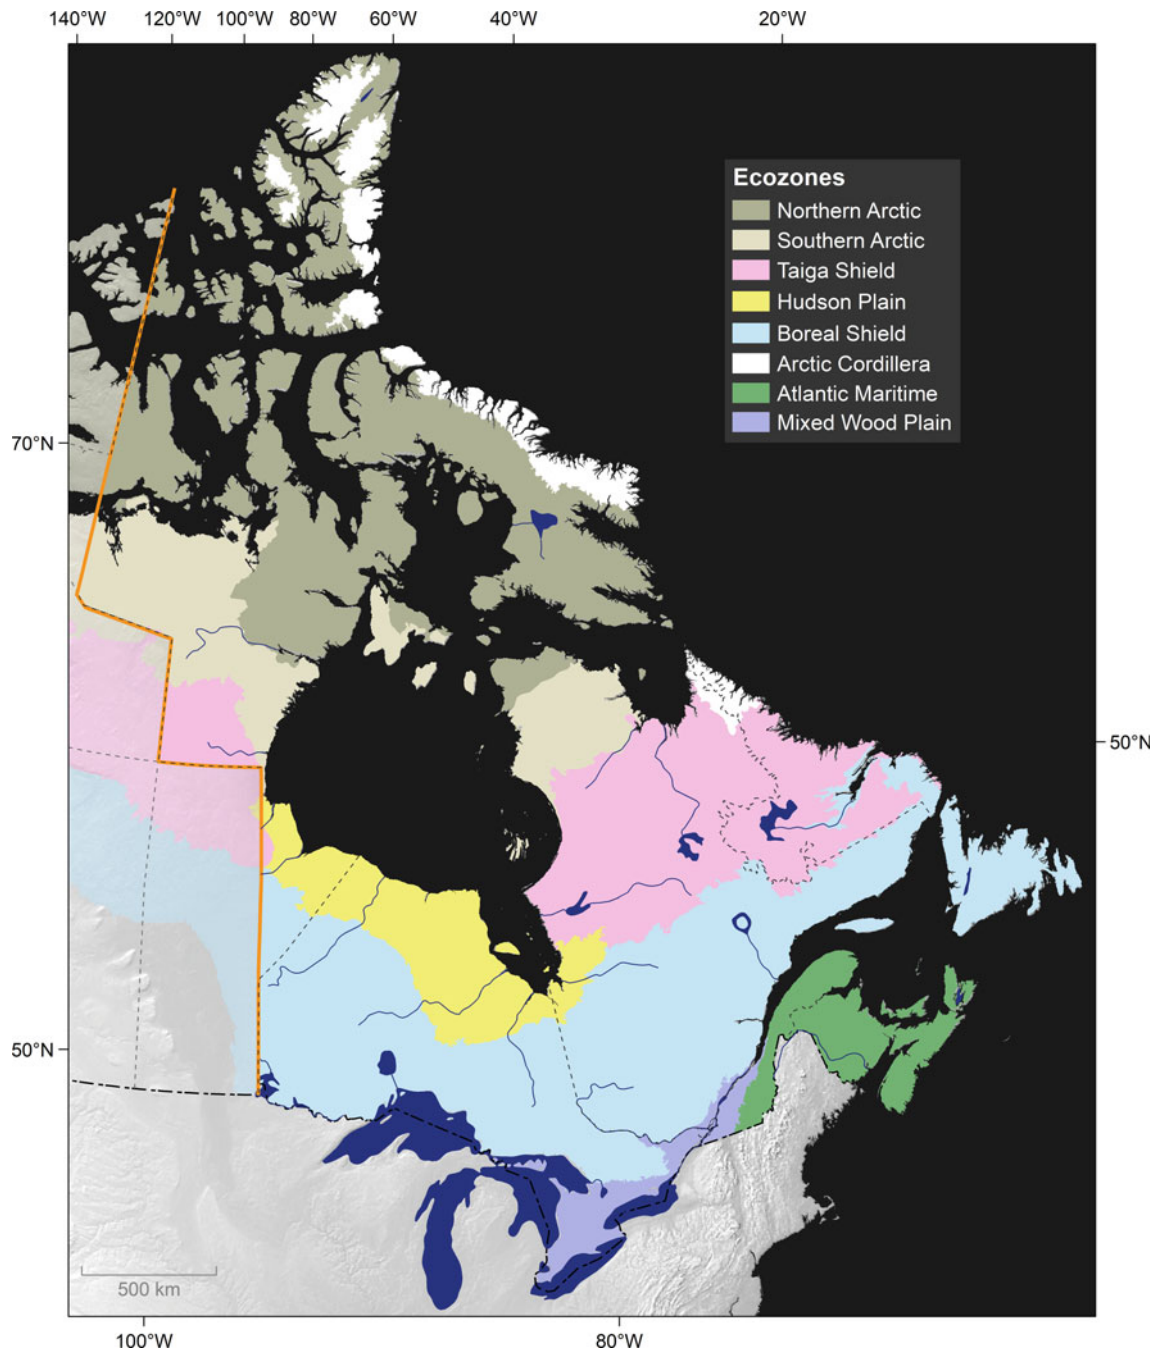 140°W 120°W 100°W 80°W 60°W 40°W 20°W
Ecozones
Northern Arctic
Southern Arctic
Taiga Shield
Hudson Plain
Boreal Shield
Arctic Cordillera
Atlantic Maritime
Mixed Wood Plain
70°N
50°N
50°N
500 km
100°W 80°W